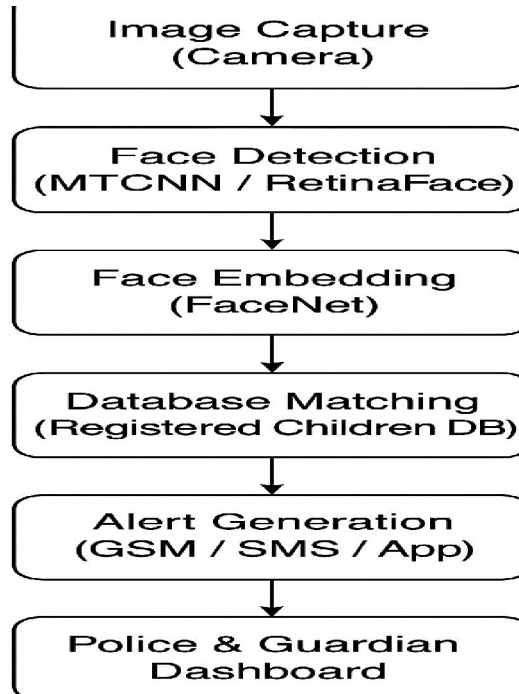 Image Capture
(Camera)
Face Detection
(MTCNN / RetinaFace)
Face Embedding
(FaceNet)
Database Matching
(Registered Children DB)
Alert Generation
(GSM / SMS / App)
Police & Guardian
Dashboard